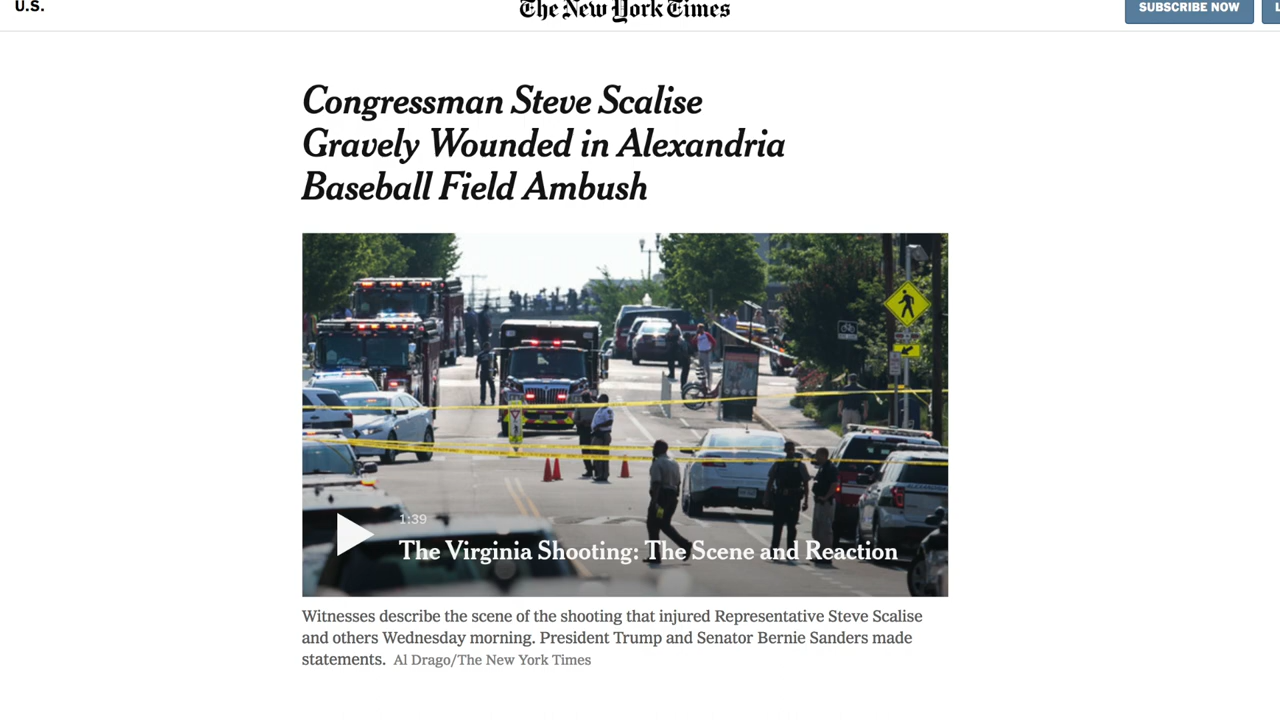 U.S.
The New York Times
SUBSCRIBE NOW
Congressman Steve Scalise
Gravely Wounded in Alexandria
Baseball Field Ambush
1:39
The Virginia Shooting: The Scene and Reaction
Witnesses describe the scene of the shooting that injured Representative Steve Scalise
and others Wednesday morning. President Trump and Senator Bernie Sanders made
statements. Al Drago/The New York Times